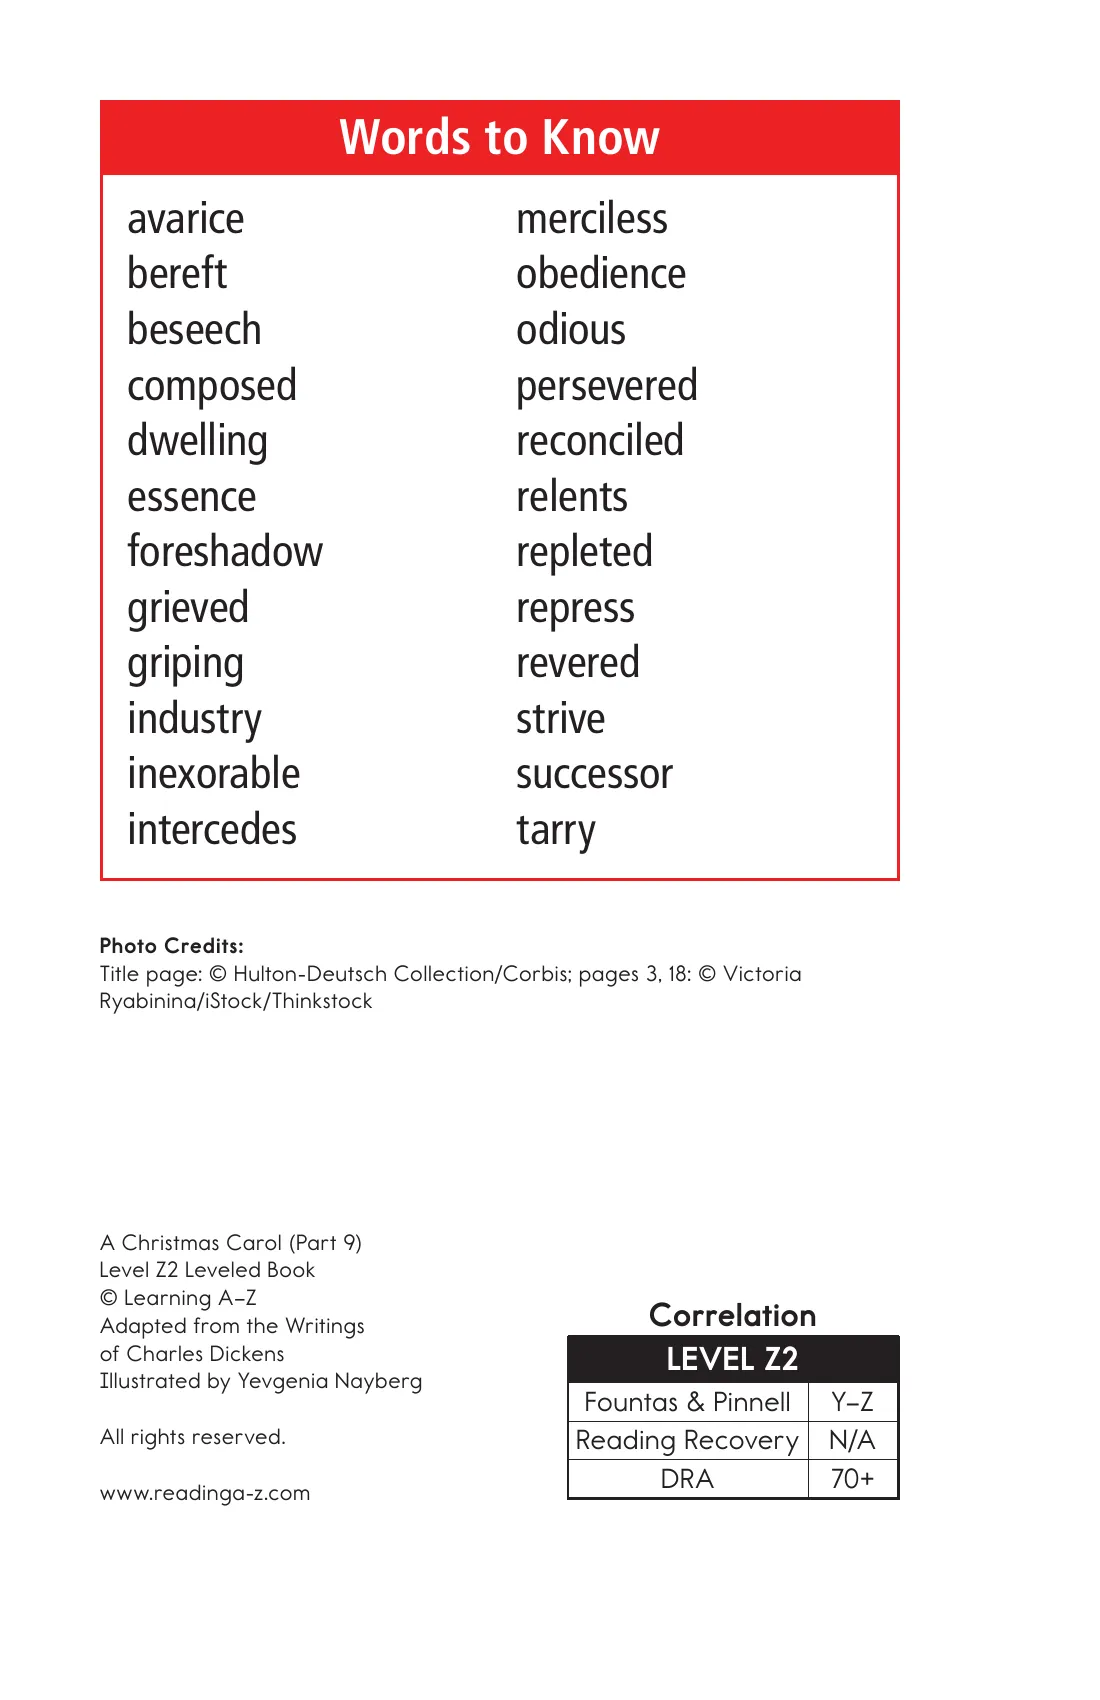 Words to Know
avarice
bereft
beseech
composed
dwelling
essence
foreshadow
grieved
griping
industry
inexorable
intercedes
merciless
obedience
odious
persevered
reconciled
relents
repleted
repress
revered
strive
successor
tarry
Photo Credits:
Title page: © Hulton-Deutsch Collection/Corbis; pages 3, 18: © Victoria
Ryabinina/iStock/Thinkstock
A Christmas Carol (Part 9)
Level Z2 Leveled Book
© Learning A–Z
Adapted from the Writings
of Charles Dickens
Illustrated by Yevgenia Nayberg
All rights reserved.
www.readinga-z.com
Correlation
LEVEL Z2
Fountas & Pinnell Y–Z
Reading Recovery N/A
DRA 70+